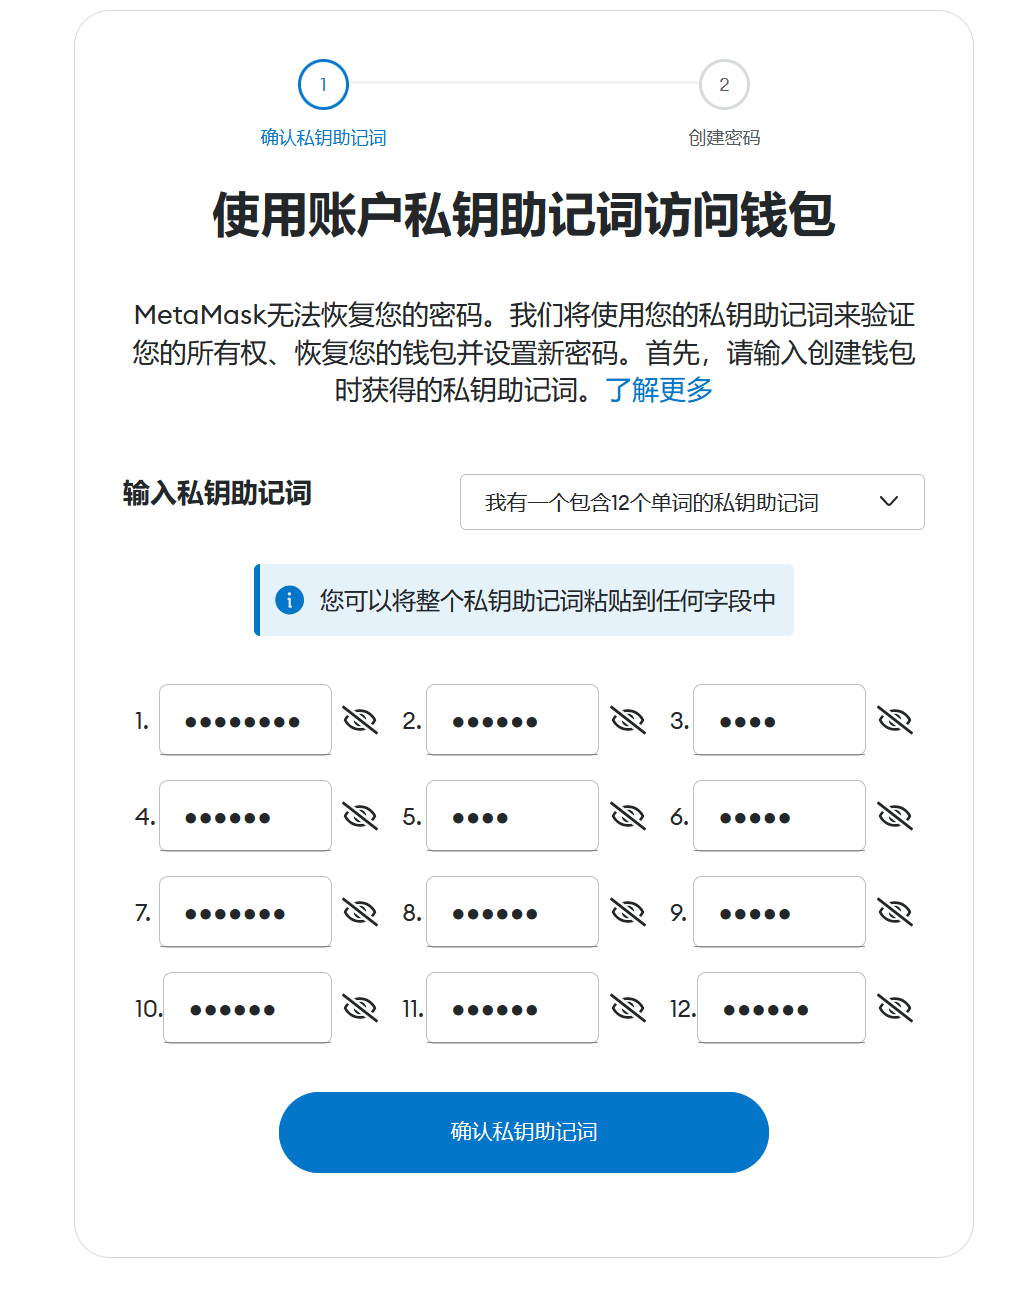 1
2
确认私钥助记词
创建密码
使用账户私钥助记词访问钱包
MetaMask无法恢复您的密码。我们将使用您的私钥助记词来验证
您的所有权、恢复您的钱包并设置新密码。首先，请输入创建钱包
时获得的私钥助记词。了解更多
输入私钥助记词
我有一个包含12个单词的私钥助记词
您可以将整个私钥助记词粘贴到任何字段中
1. ●●●●●●●● 2. ●●●●●● 3. ●●●●
4. ●●●●●● 5. ●●●● 6. ●●●●●
7. ●●●●●●● 8. ●●●●●● 9. ●●●●●
10. ●●●●●● 11. ●●●●●● 12. ●●●●●●
确认私钥助记词